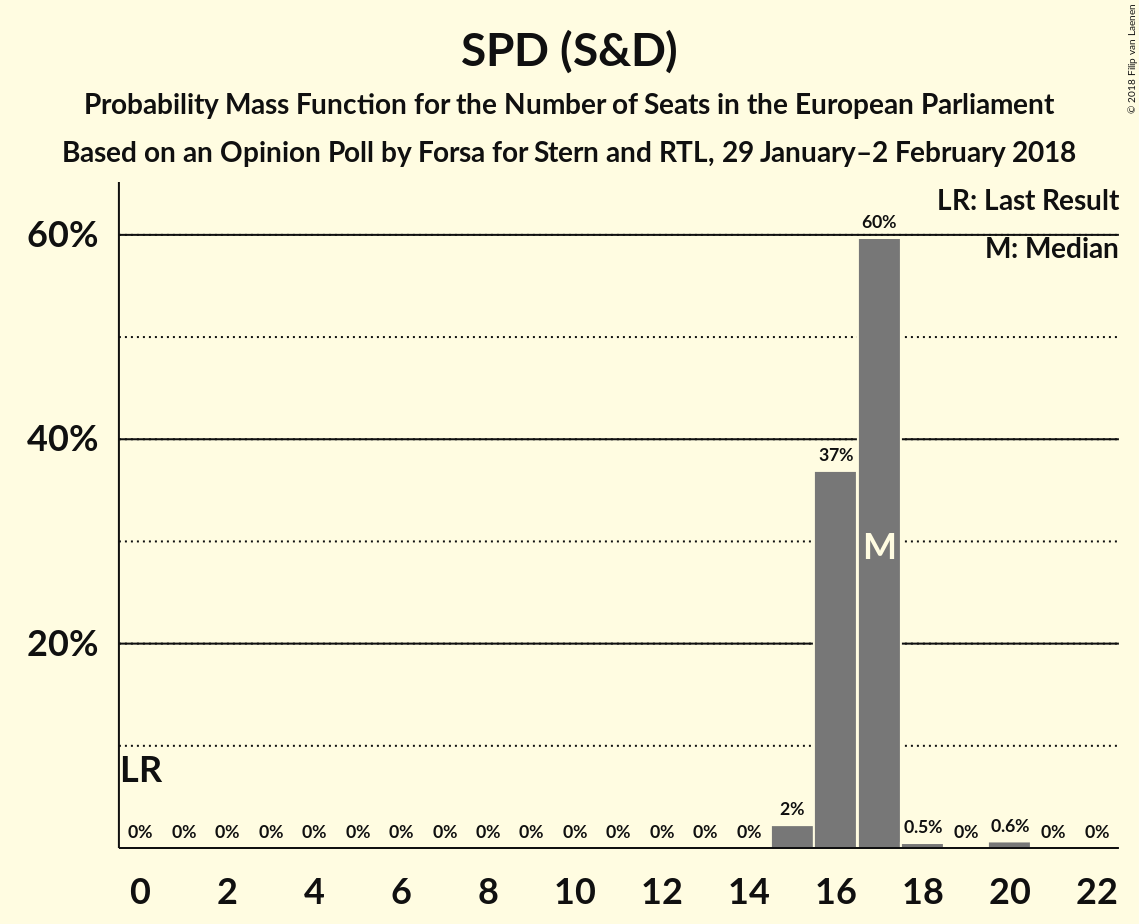 SPD (S&D)
Probability Mass Function for the Number of Seats in the European Parliament
Based on an Opinion Poll by Forsa for Stern and RTL, 29 January–2 February 2018
© 2018 Filip van Laenen
LR: Last Result
M: Median
60%
40%
20%
60%
37%
M
LR
2%
0% 0% 0% 0% 0% 0% 0% 0% 0% 0% 0% 0% 0% 0% 0% 0.5% 0% 0.6% 0% 0%
0 2 4 6 8 10 12 14 16 18 20 22